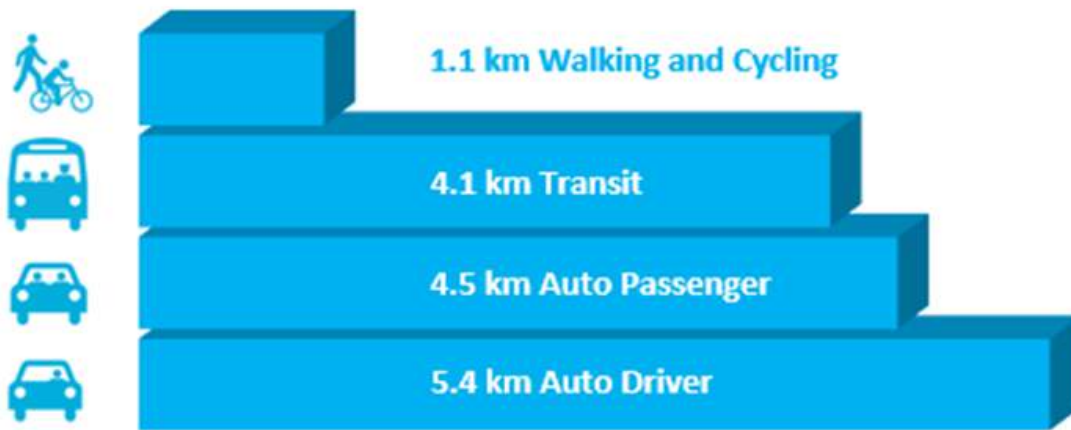 1.1 km Walking and Cycling
4.1 km Transit
4.5 km Auto Passenger
5.4 km Auto Driver